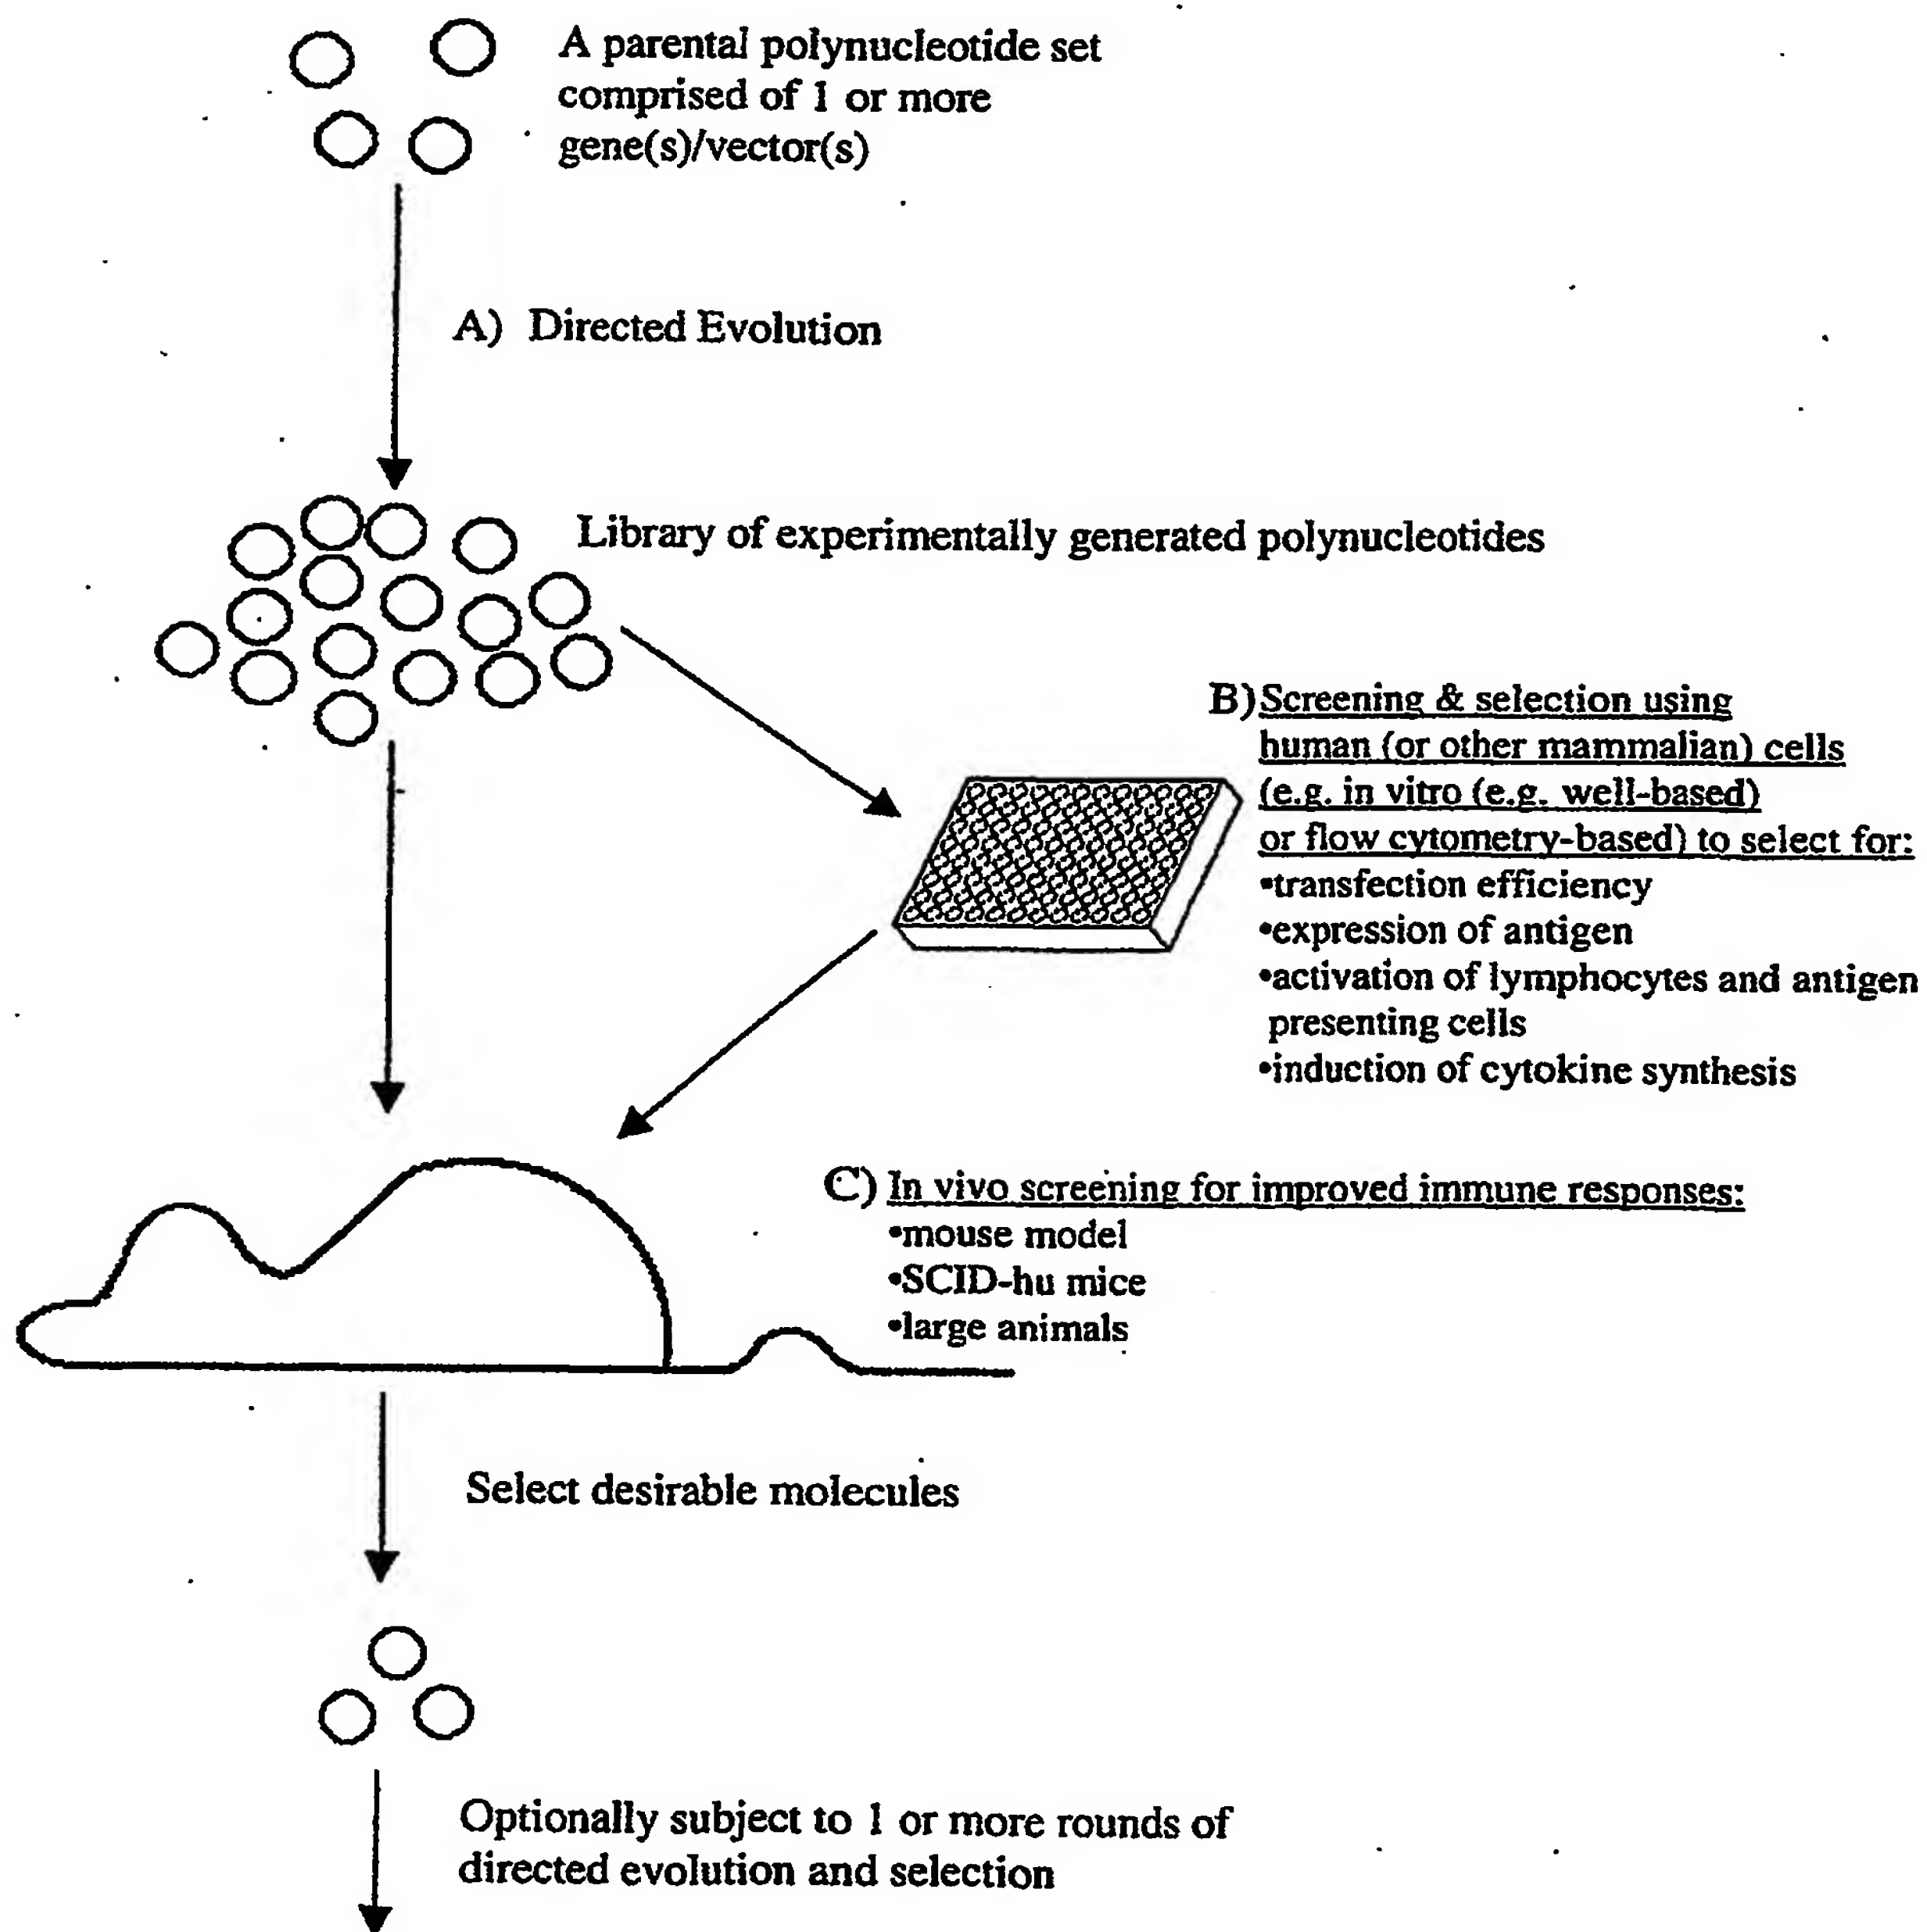 A parental polynucleotide set
comprised of 1 or more
gene(s)/vector(s)
A) Directed Evolution
Library of experimentally generated polynucleotides
B) Screening & selection using
human (or other mammalian) cells
(e.g. in vitro (e.g. well-based)
or flow cytometry-based) to select for:
•transfection efficiency
•expression of antigen
•activation of lymphocytes and antigen
presenting cells
•induction of cytokine synthesis
C) In vivo screening for improved immune responses:
•mouse model
•SCID-hu mice
•large animals
Select desirable molecules
Optionally subject to 1 or more rounds of
directed evolution and selection